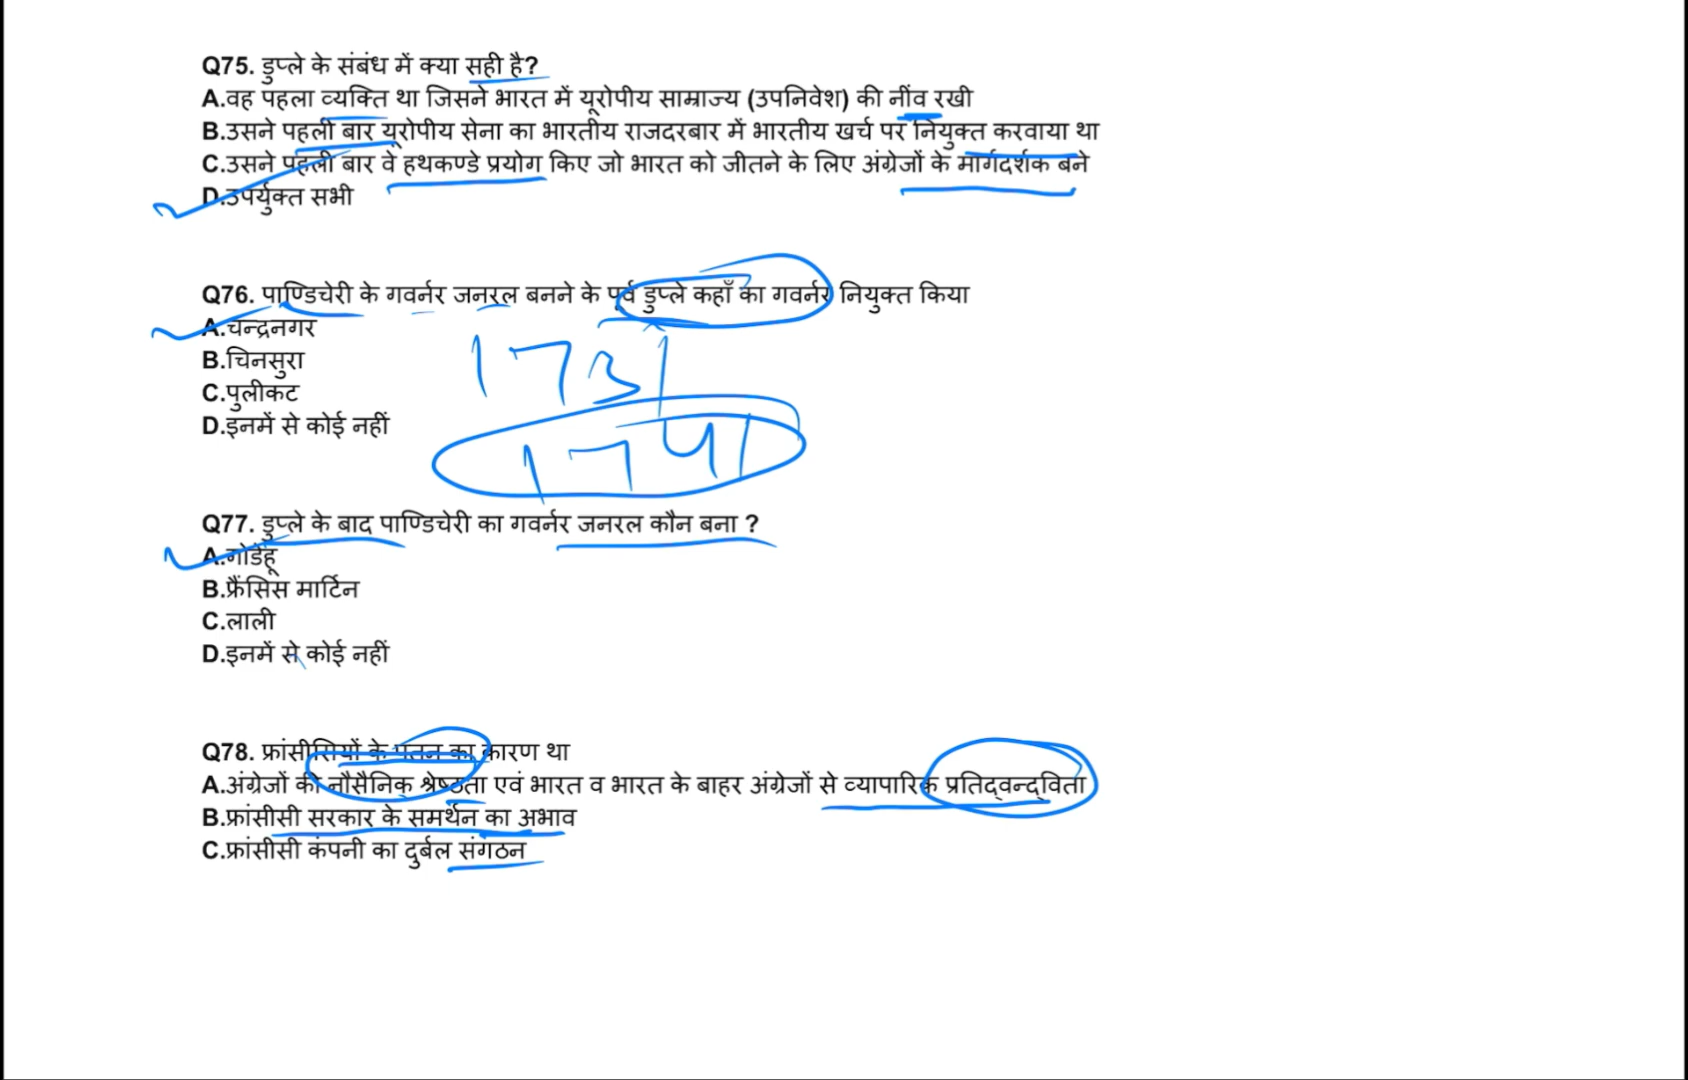 Q75. डुप्ले के संबंध में क्या सही है?
A.वह पहला व्यक्ति था जिसने भारत में यूरोपीय साम्राज्य (उपनिवेश) की नींव रखी
B.उसने पहली बार यूरोपीय सेना का भारतीय राजदरबार में भारतीय खर्च पर नियुक्त करवाया था
C.उसने पहली बार वे हथकण्डे प्रयोग किए जो भारत को जीतने के लिए अंग्रेजों के मार्गदर्शक बने
D.उपर्युक्त सभी
Q76. पाण्डिचेरी के गवर्नर जनरल बनने के पूर्व डुप्ले कहाँ का गवर्नर नियुक्त किया
A.चन्द्रनगर
B.चिनसुरा
1731
C.पुलीकट
D.इनमें से कोई नहीं
1741
Q77. डुप्ले के बाद पाण्डिचेरी का गवर्नर जनरल कौन बना ?
A.गोडेहू
B.फ्रैंसिस मार्टिन
C.लाली
D.इनमें से कोई नहीं
Q78. फ्रांसीसियों के पतन का कारण था
A.अंग्रेजों की नौसैनिक श्रेष्ठता एवं भारत व भारत के बाहर अंग्रेजों से व्यापारिक प्रतिद्वन्द्विता
B.फ्रांसीसी सरकार के समर्थन का अभाव
C.फ्रांसीसी कंपनी का दुर्बल संगठन